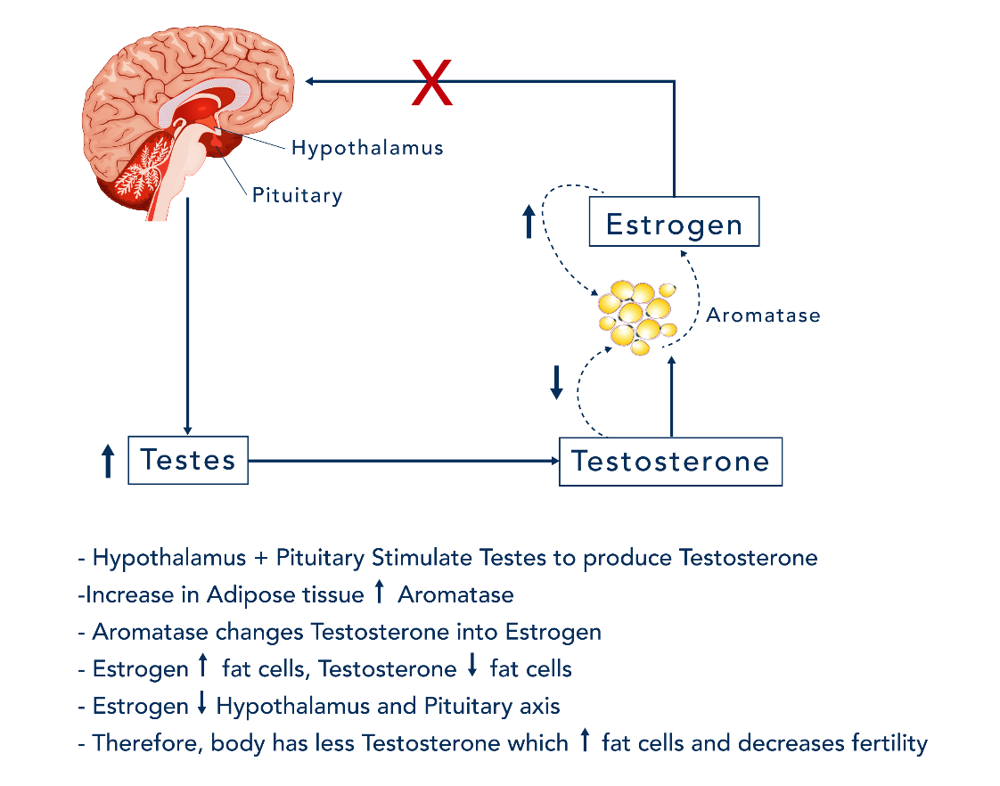 X
Hypothalamus
Pituitary
↑ Estrogen
Aromatase
↓
↑ Testes
Testosterone
- Hypothalamus + Pituitary Stimulate Testes to produce Testosterone
-Increase in Adipose tissue ↑ Aromatase
- Aromatase changes Testosterone into Estrogen
- Estrogen ↑ fat cells, Testosterone ↓ fat cells
- Estrogen ↓ Hypothalamus and Pituitary axis
- Therefore, body has less Testosterone which ↑ fat cells and decreases fertility